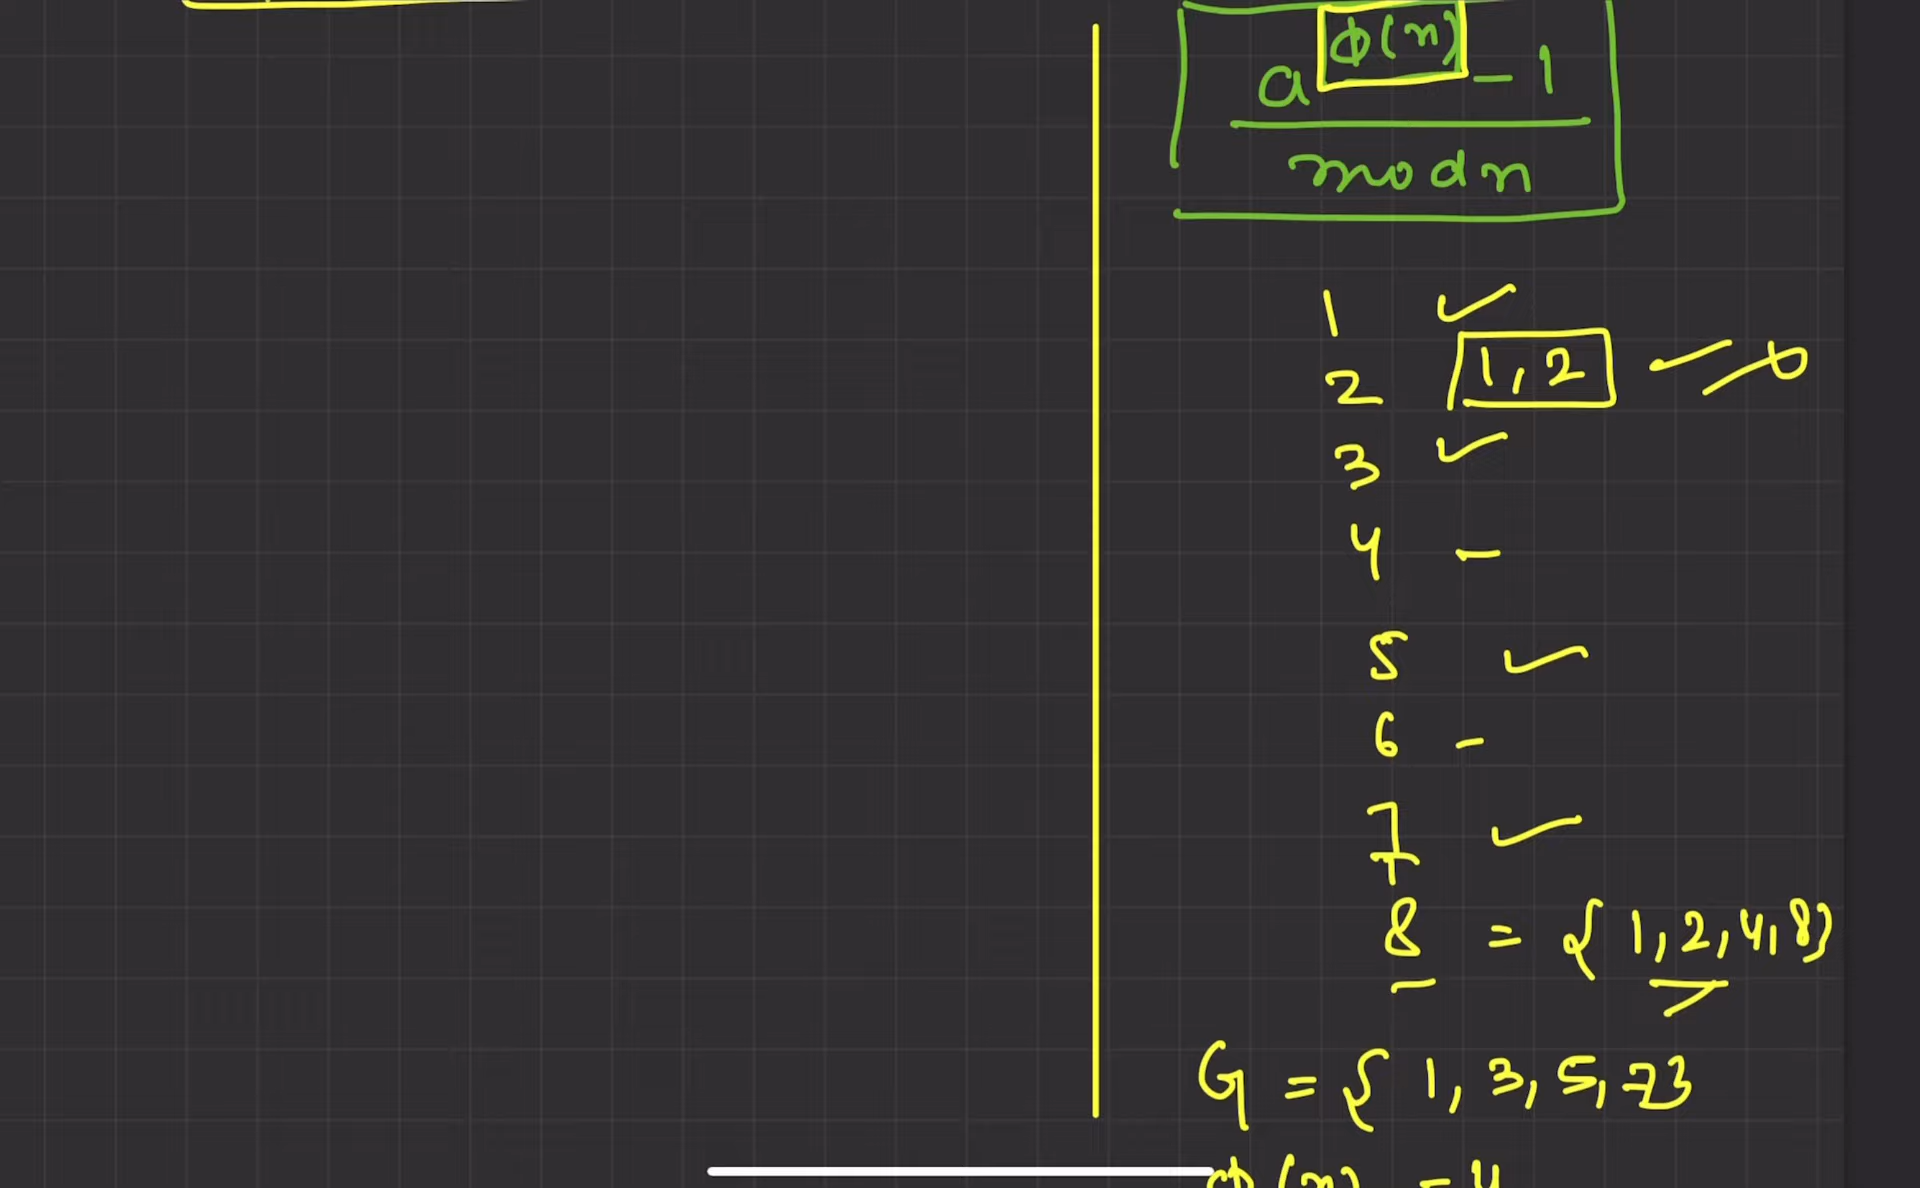 a^ϕ(n) - 1
mod n
1 ✓
2 1, 2
3 ✓
4 -
5 ✓
6 -
7 ✓
8 = { 1, 2, 4, 8}
G = { 1, 3, 5, 7}
ϕ(n) = 4